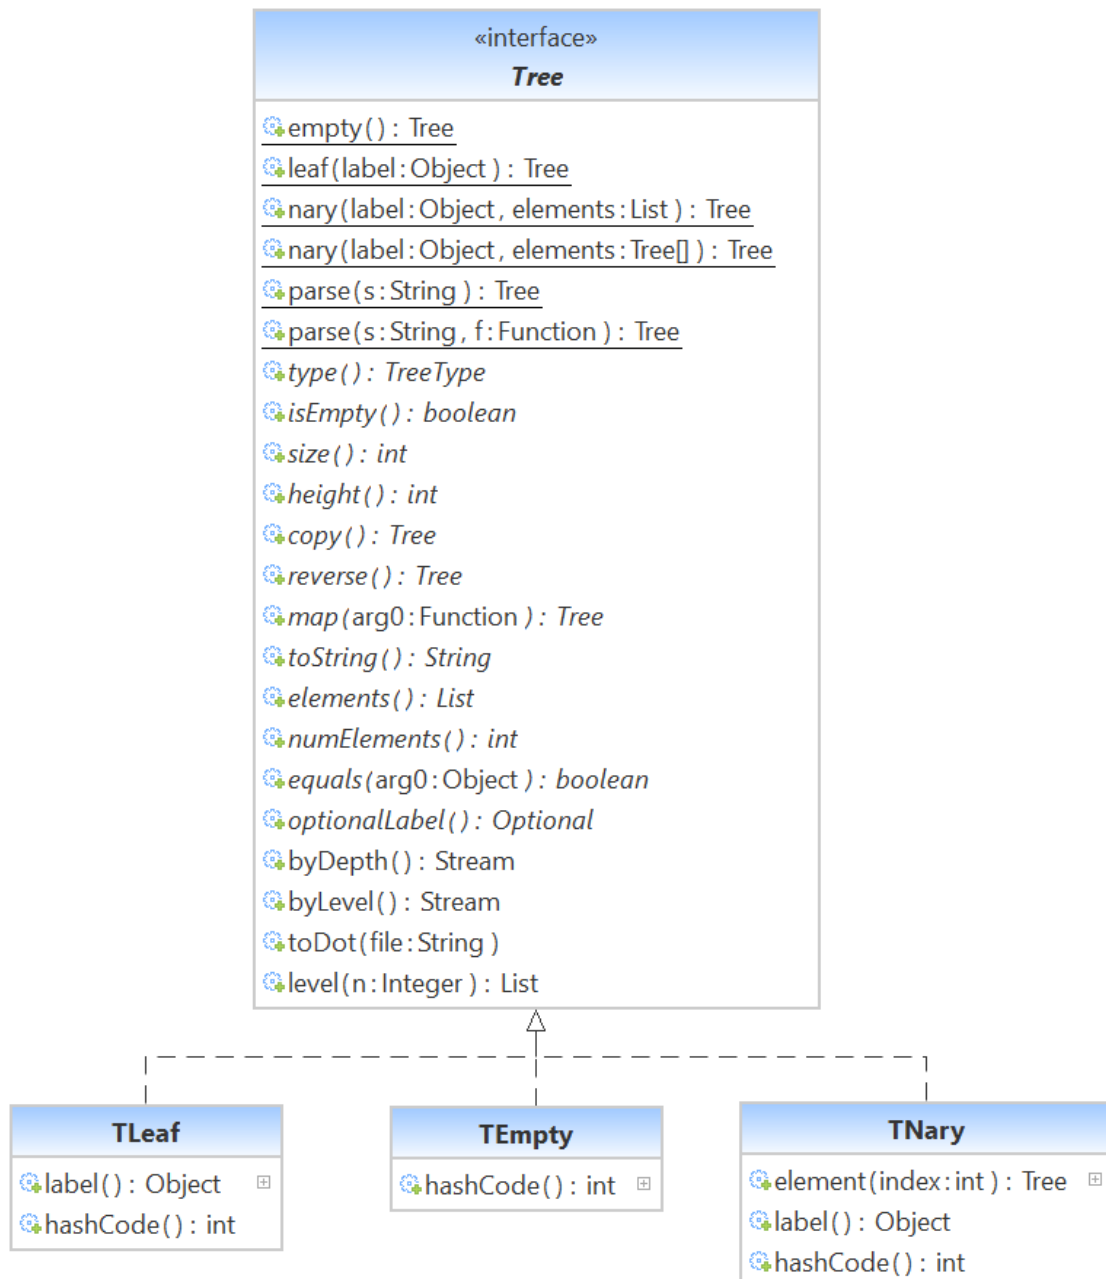 «interface»
Tree
empty() : Tree
leaf(label:Object) : Tree
nary(label:Object, elements:List) : Tree
nary(label:Object, elements:Tree[]) : Tree
parse(s:String) : Tree
parse(s:String, f:Function) : Tree
type() : TreeType
isEmpty() : boolean
size() : int
height() : int
copy() : Tree
reverse() : Tree
map(arg0:Function) : Tree
toString() : String
elements() : List
numElements() : int
equals(arg0:Object) : boolean
optionalLabel() : Optional
byDepth() : Stream
byLevel() : Stream
toDot(file:String)
level(n:Integer) : List
TLeaf
label() : Object
hashCode() : int
TEmpty
hashCode() : int
TNary
element(index:int) : Tree
label() : Object
hashCode() : int